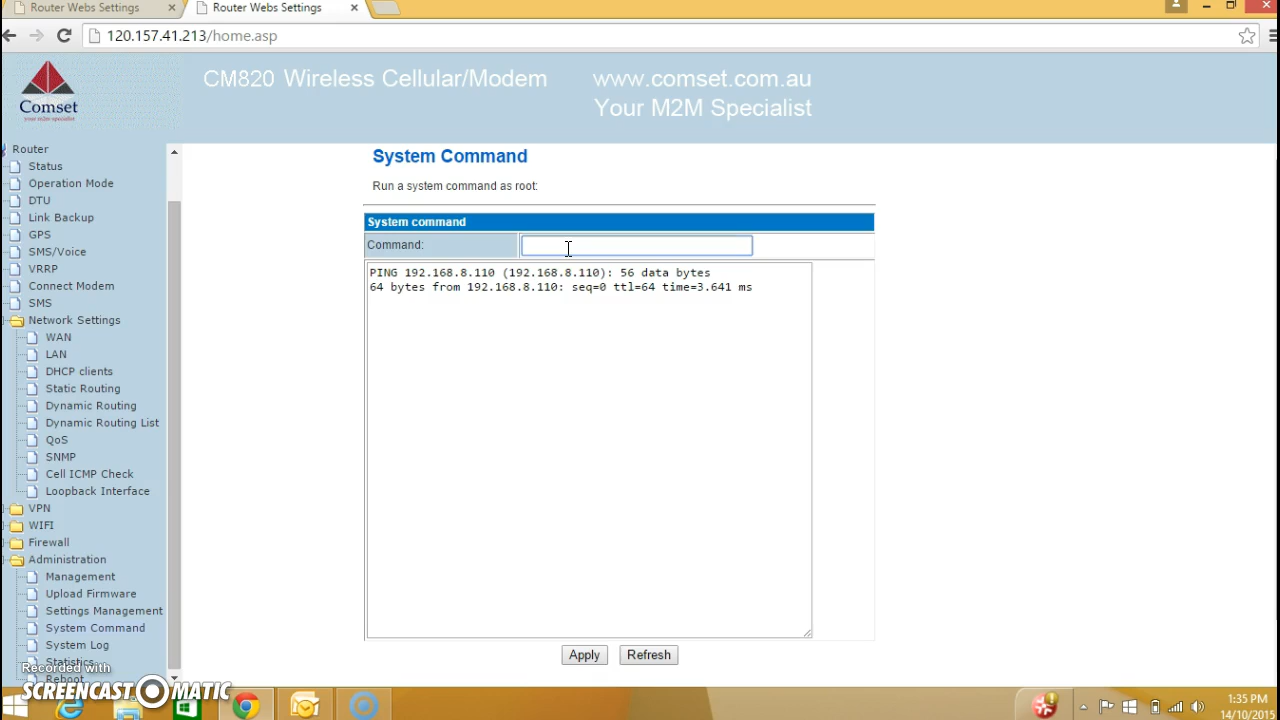 Router Webs Settings
Router Webs Settings
120.157.41.213/home.asp
Comset
your m2m specialist
CM820 Wireless Cellular/Modem
www.comset.com.au
Your M2M Specialist
Router
Status
Operation Mode
DTU
Link Backup
GPS
SMS/Voice
VRRP
Connect Modem
SMS
Network Settings
WAN
LAN
DHCP clients
Static Routing
Dynamic Routing
Dynamic Routing List
QoS
SNMP
Cell ICMP Check
Loopback Interface
VPN
WIFI
Firewall
Administration
Management
Upload Firmware
Settings Management
System Command
System Log
Statistics
Reboot
System Command
Run a system command as root:
System command
Command:
PING 192.168.8.110 (192.168.8.110): 56 data bytes
64 bytes from 192.168.8.110: seq=0 ttl=64 time=3.641 ms
Apply
Refresh
Recorded with
SCREENCAST MATIC
1:35 PM
14/10/2015